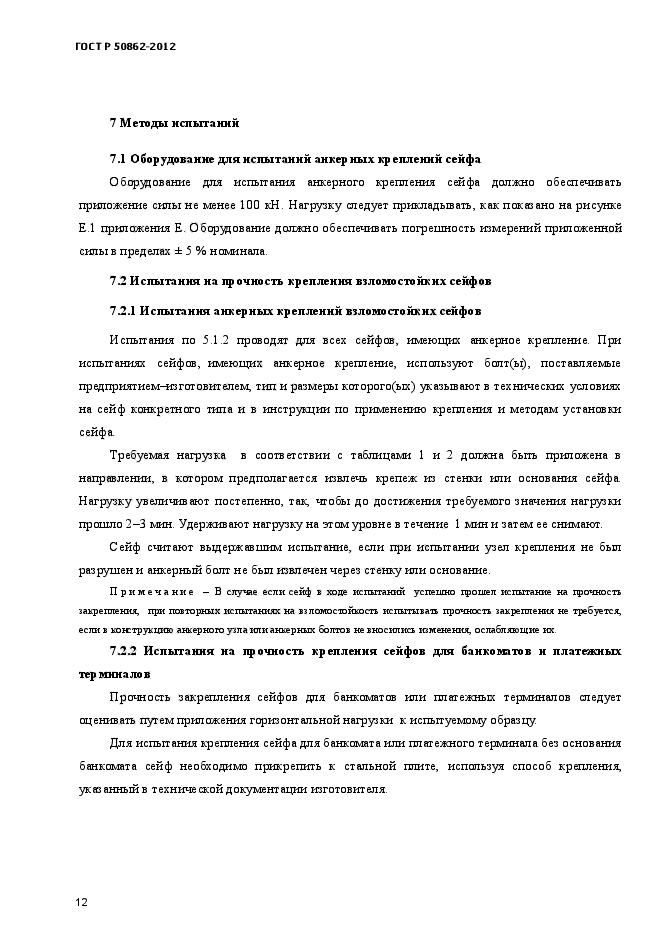 ГОСТ Р 50862-2012
7 Методы испытаний
7.1 Оборудование для испытаний анкерных креплений сейфа
Оборудование для испытания анкерного крепления сейфа должно обеспечивать
приложение силы не менее 100 кН. Нагрузку следует прикладывать, как показано на рисунке
Е.1 приложения Е. Оборудование должно обеспечивать погрешность измерений приложенной
силы в пределах ± 5 % номинала.
7.2 Испытания на прочность крепления взломостойких сейфов
7.2.1 Испытания анкерных креплений взломостойких сейфов
Испытания по 5.1.2 проводят для всех сейфов, имеющих анкерное крепление. При
испытаниях сейфов, имеющих анкерное крепление, используют болт(ы), поставляемые
предприятием–изготовителем, тип и размеры которого(ых) указывают в технических условиях
на сейф конкретного типа и в инструкции по применению крепления и методам установки
сейфа.
Требуемая нагрузка в соответствии с таблицами 1 и 2 должна быть приложена в
направлении, в котором предполагается извлечь крепеж из стенки или основания сейфа.
Нагрузку увеличивают постепенно, так, чтобы до достижения требуемого значения нагрузки
прошло 2–3 мин. Удерживают нагрузку на этом уровне в течение 1 мин и затем ее снимают.
Сейф считают выдержавшим испытание, если при испытании узел крепления не был
разрушен и анкерный болт не был извлечен через стенку или основание.
Примечание – В случае если сейф в ходе испытаний успешно прошел испытание на прочность
закрепления, при повторных испытаниях на взломостойкость испытывать прочность закрепления не требуется,
если в конструкцию анкерного узла или анкерных болтов не вносились изменения, ослабляющие их.
7.2.2 Испытания на прочность крепления сейфов для банкоматов и платежных
терминалов
Прочность закрепления сейфов для банкоматов или платежных терминалов следует
оценивать путем приложения горизонтальной нагрузки к испытуемому образцу.
Для испытания крепления сейфа для банкомата или платежного терминала без основания
банкомата сейф необходимо прикрепить к стальной плите, используя способ крепления,
указанный в технической документации изготовителя.
12